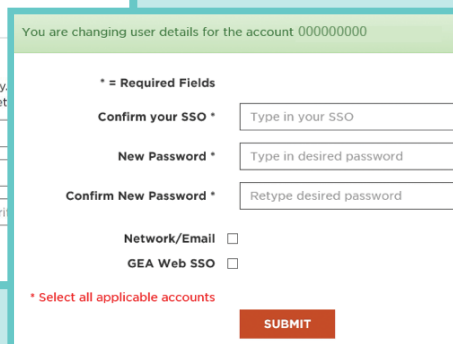 You are changing user details for the account 000000000
* = Required Fields
Confirm your SSO *
Type in your SSO
New Password *
Type in desired password
Confirm New Password *
Retype desired password
Network/Email
GEA Web SSO
* Select all applicable accounts
SUBMIT